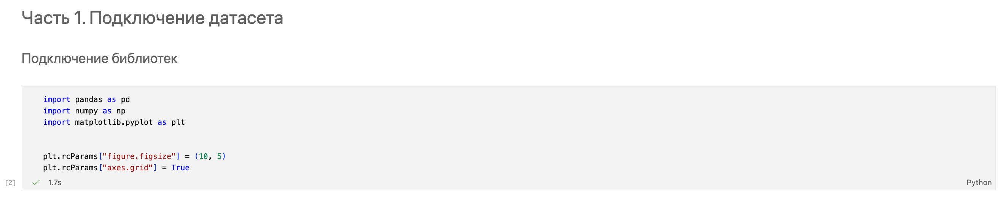 Часть 1. Подключение датасета
Подключение библиотек
import pandas as pd
import numpy as np
import matplotlib.pyplot as plt
plt.rcParams["figure.figsize"] = (10, 5)
plt.rcParams["axes.grid"] = True
[2] ✓ 1.7s Python